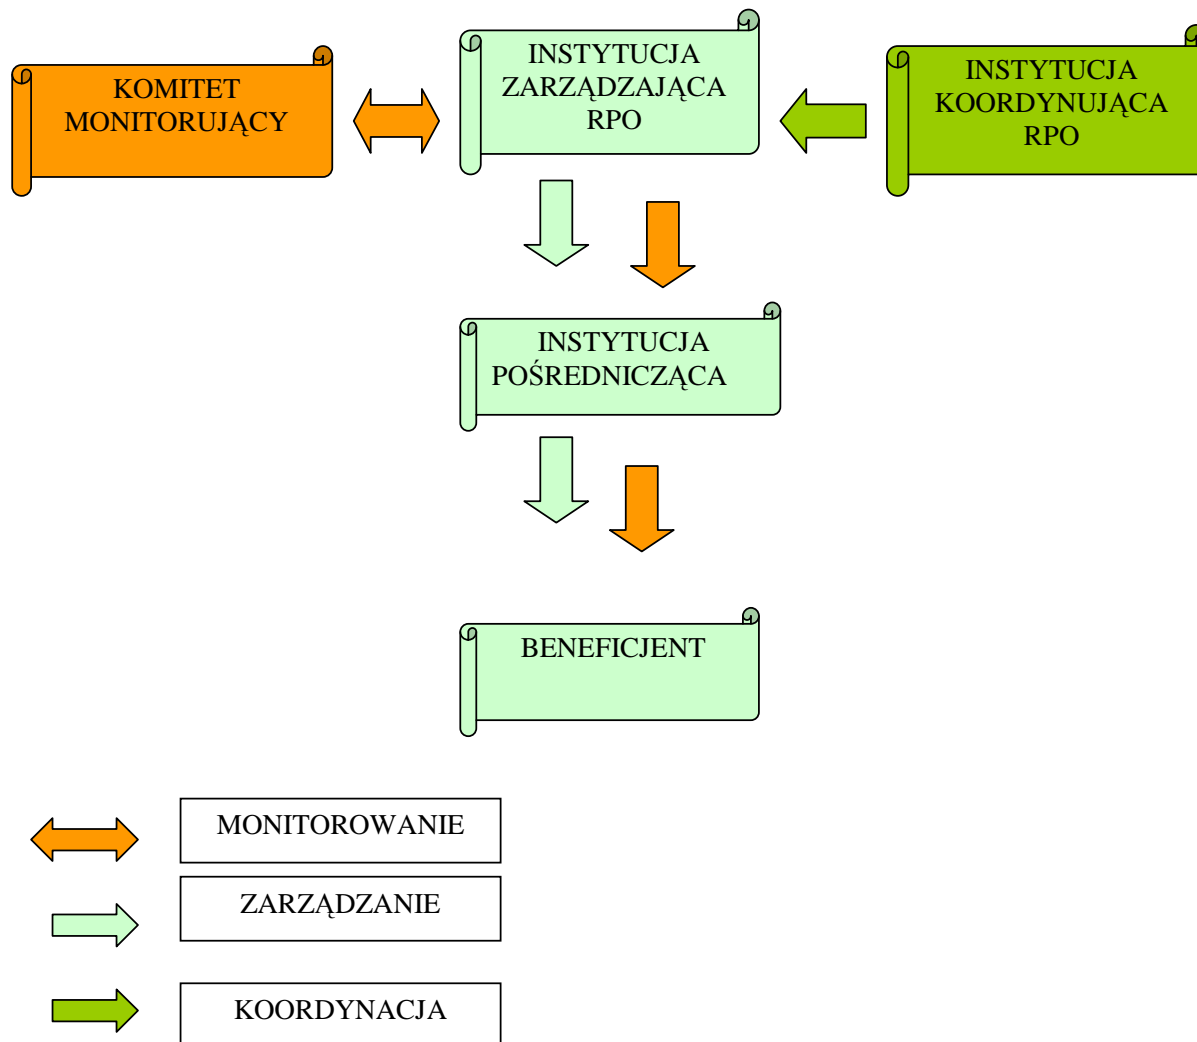 KOMITET
MONITORUJĄCY
INSTYTUCJA
ZARZĄDZAJĄCA
RPO
INSTYTUCJA
KOORDYNUJĄCA
RPO
INSTYTUCJA
POŚREDNICZĄCA
BENEFICJENT
MONITOROWANIE
ZARZĄDZANIE
KOORDYNACJA